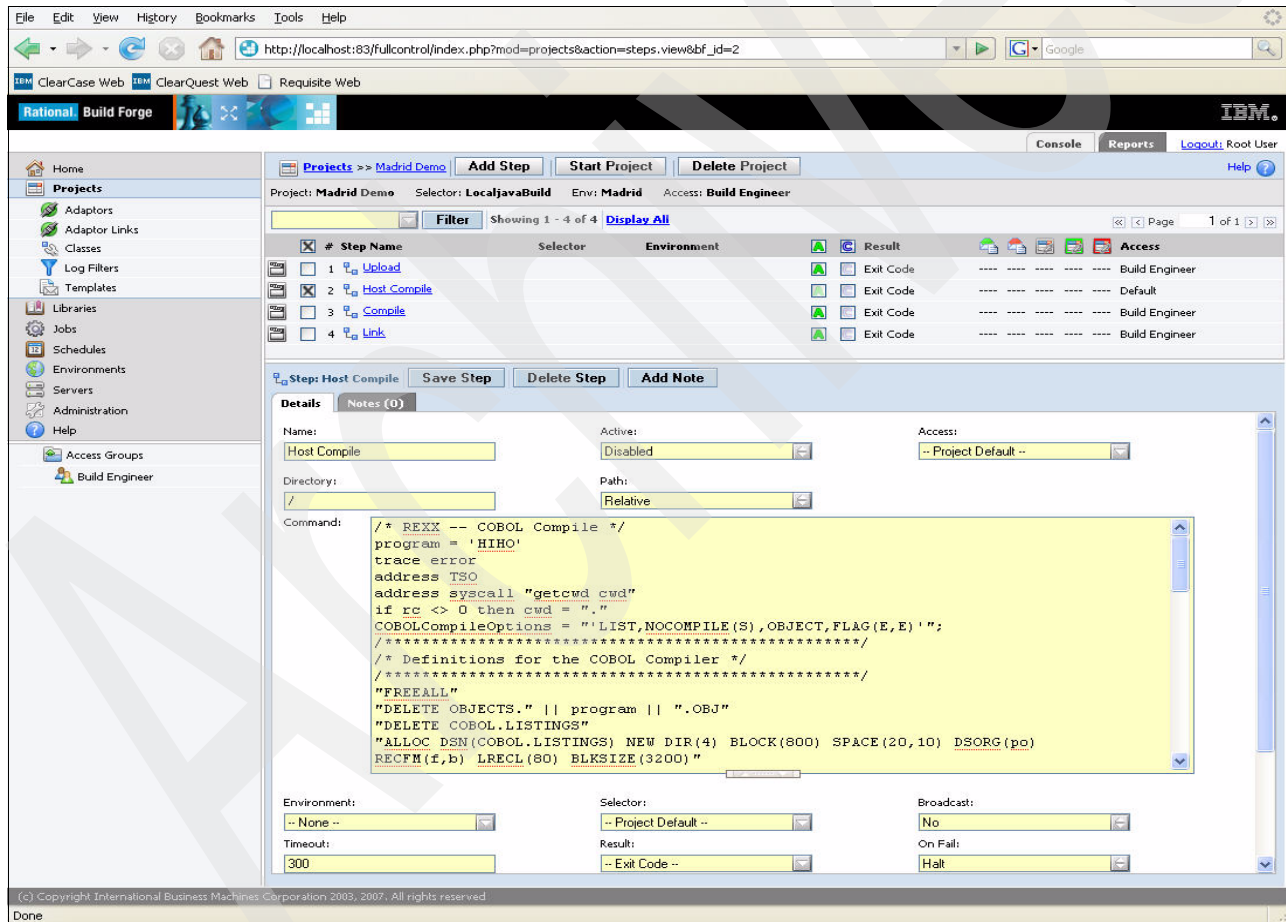 File Edit View History Bookmarks Tools Help
http://localhost:83/fullcontrol/index.php?mod=projects&action=steps.view&bf_id=2 G Google
IBM ClearCase Web IBM ClearQuest Web Requisite Web
Rational. Build Forge IBM.
Console Reports Logout: Root User
Home
Projects
Adaptors
Adaptor Links
Classes
Log Filters
Templates
Libraries
Jobs
Schedules
Environments
Servers
Administration
Help
Access Groups
Build Engineer
Projects >> Madrid Demo Add Step Start Project Delete Project Help
Project: Madrid Demo Selector: LocaljavaBuild Env: Madrid Access: Build Engineer
Filter Showing 1 - 4 of 4 Display All Page 1 of 1
X # Step Name Selector Environment A C Result Access
1 Upload A C Exit Code ---- ---- ---- ---- ---- Build Engineer
X 2 Host Compile A C Exit Code ---- ---- ---- ---- ---- Default
3 Compile A C Exit Code ---- ---- ---- ---- ---- Build Engineer
4 Link A C Exit Code ---- ---- ---- ---- ---- Build Engineer
Step: Host Compile Save Step Delete Step Add Note
Details Notes (0)
Name: Active: Access:
Host Compile Disabled -- Project Default --
Directory: Path:
/ Relative
Command:
/* REXX -- COBOL Compile */
program = 'HIHO'
trace error
address TSO
address syscall "getcwd cwd"
if rc <> 0 then cwd = "."
COBOLCompileOptions = "'LIST,NOCOMPILE(S),OBJECT,FLAG(E,E)'";
/***************************************************/
/* Definitions for the COBOL Compiler */
/***************************************************/
"FREEALL"
"DELETE OBJECTS." || program || ".OBJ"
"DELETE COBOL.LISTINGS"
"ALLOC DSN(COBOL.LISTINGS) NEW DIR(4) BLOCK(800) SPACE(20,10) DSORG(po)
RECFM(f,b) LRECL(80) BLKSIZE(3200)"
Environment: Selector: Broadcast:
-- None -- -- Project Default -- No
Timeout: Result: On Fail:
300 -- Exit Code -- Halt
(c) Copyright International Business Machines Corporation 2003, 2007. All rights reserved
Done